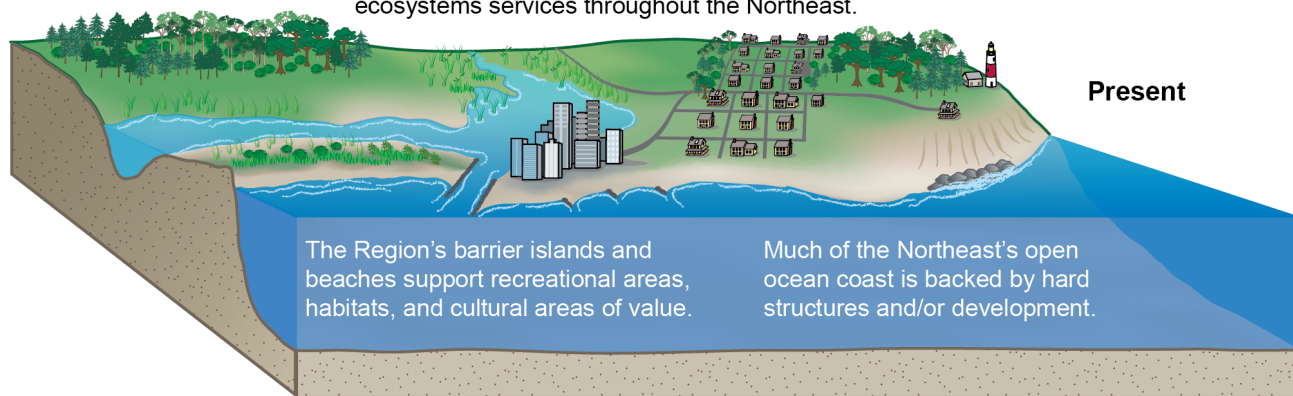 ecosystems services throughout the Northeast.
Present
The Region’s barrier islands and
beaches support recreational areas,
habitats, and cultural areas of value.
Much of the Northeast’s open
ocean coast is backed by hard
structures and/or development.